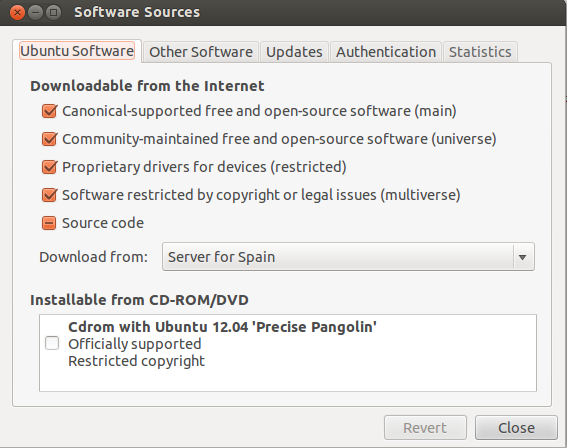 Software Sources
Ubuntu Software Other Software Updates Authentication Statistics
Downloadable from the Internet
Canonical-supported free and open-source software (main)
Community-maintained free and open-source software (universe)
Proprietary drivers for devices (restricted)
Software restricted by copyright or legal issues (multiverse)
Source code
Download from: Server for Spain
Installable from CD-ROM/DVD
Cdrom with Ubuntu 12.04 'Precise Pangolin'
Officially supported
Restricted copyright
Revert Close